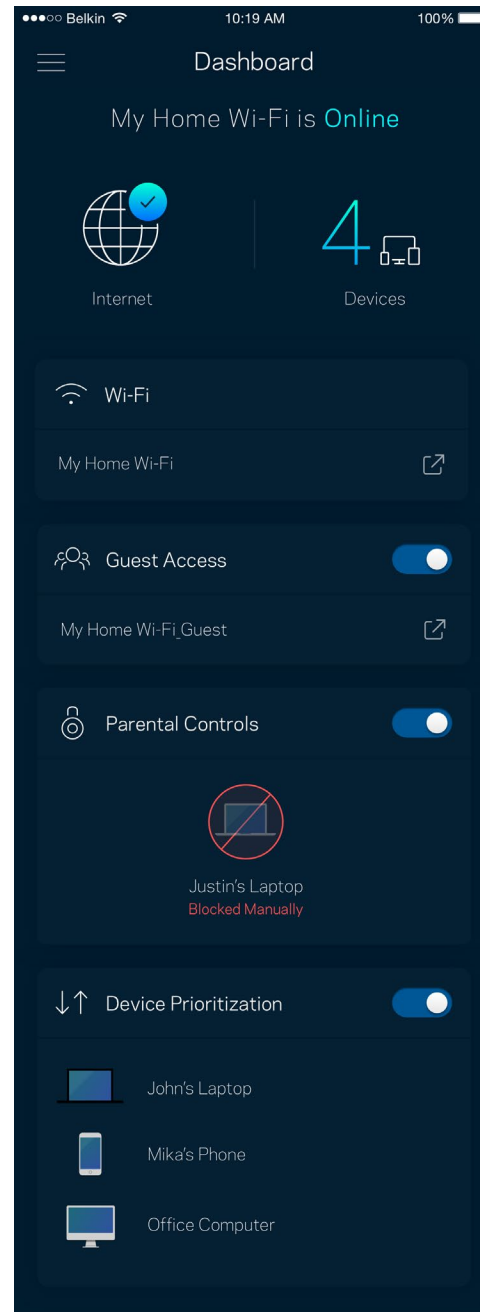 Belkin 10:19 AM 100%
Dashboard
My Home Wi-Fi is Online
4
Internet Devices
Wi-Fi
My Home Wi-Fi
Guest Access
My Home Wi-Fi_Guest
Parental Controls
Justin's Laptop
Blocked Manually
Device Prioritization
John's Laptop
Mika's Phone
Office Computer